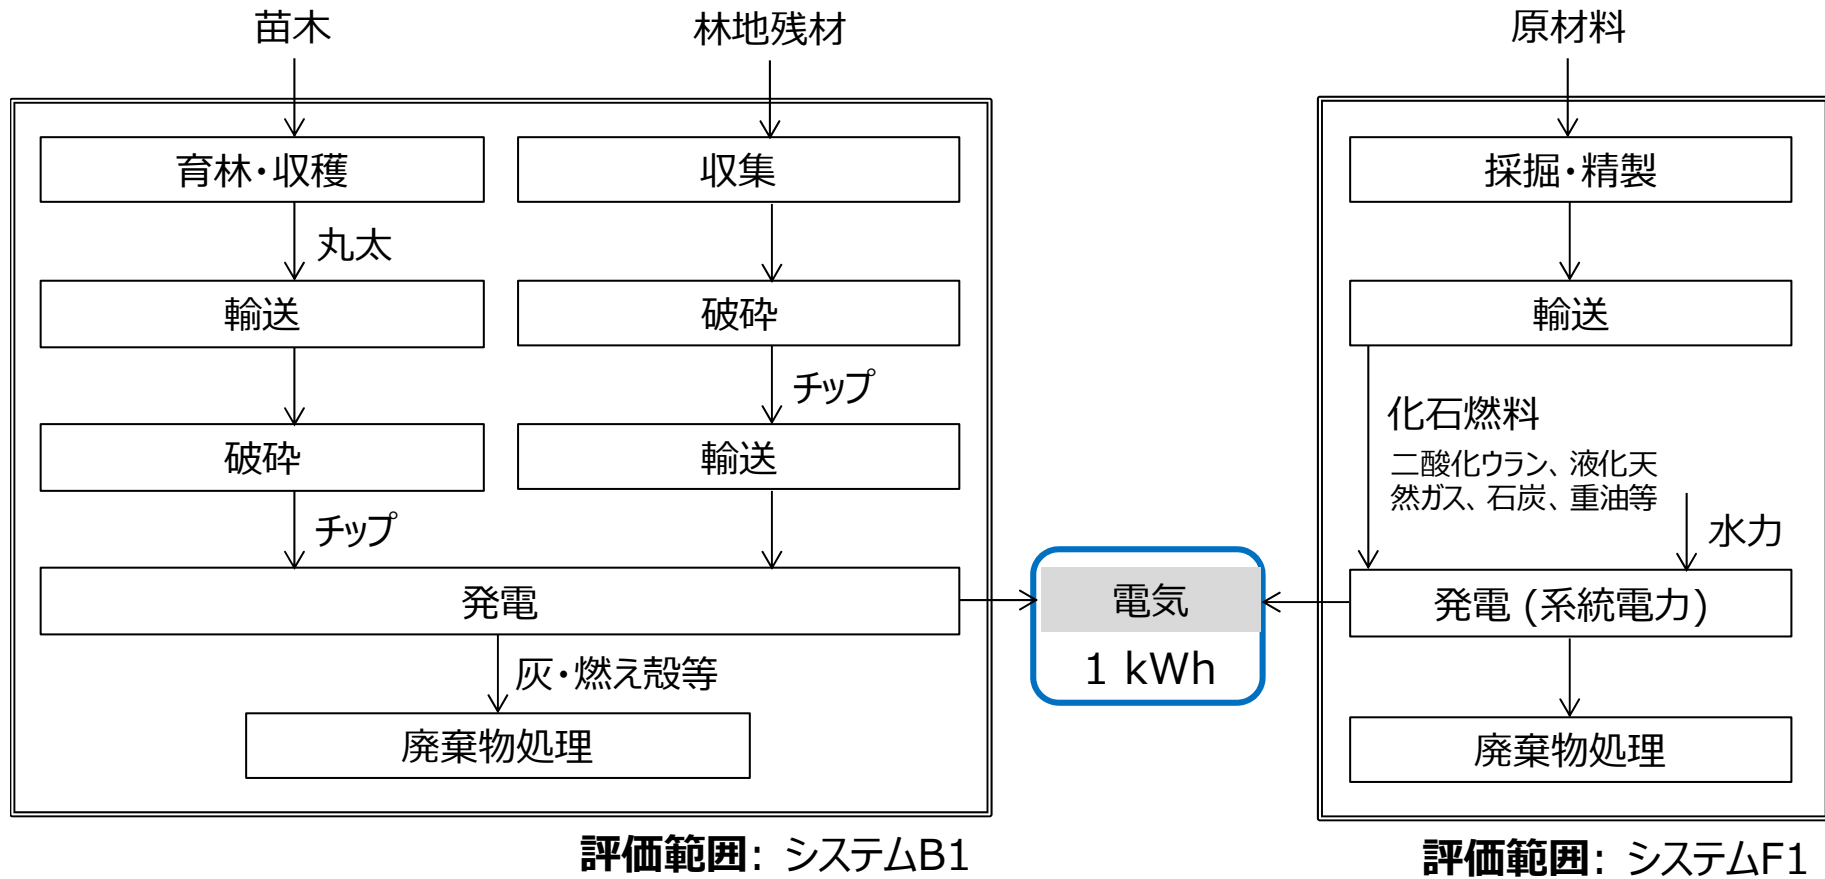 苗木
林地残材
原材料
育林・収穫
収集
採掘・精製
丸太
輸送
破砕
輸送
チップ
化石燃料
二酸化ウラン、液化天
然ガス、石炭、重油等
破砕
輸送
チップ
水力
発電
電気
1 kWh
発電 (系統電力)
灰・燃え殻等
廃棄物処理
廃棄物処理
評価範囲: システムB1
評価範囲: システムF1